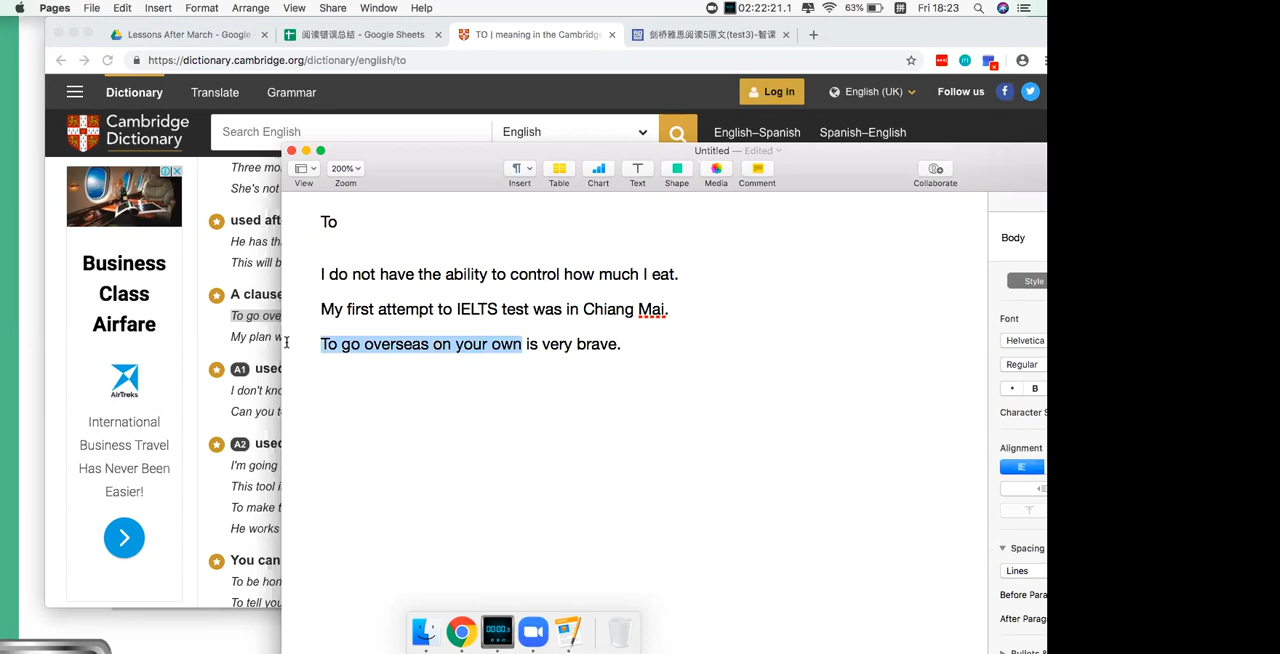 Pages File Edit Insert Format Arrange View Share Window Help 02:22:21.1 63% Fri 18:23
Lessons After March - Google × 阅读错误总结 - Google Sheets × TO | meaning in the Cambridge × 剑桥雅思阅读5原文(test3)-智课 × +
https://dictionary.cambridge.org/dictionary/english/to
Dictionary Translate Grammar Log in English (UK) Follow us
Cambridge
Dictionary
Search English English English–Spanish Spanish–English
Untitled — Edited
200%
View Zoom Insert Table Chart Text Shape Media Comment Collaborate
Three mo
She's not
used aft
He has th
This will b
A clause
To go ove
My plan w
A1 used
I don't kno
Can you t
A2 used
I'm going
This tool i
To make t
He works
You can
To be hon
To tell you
Business
Class
Airfare
AirTreks
International
Business Travel
Has Never Been
Easier!
To
I do not have the ability to control how much I eat.
My first attempt to IELTS test was in Chiang Mai.
To go overseas on your own is very brave.
Body
Style
Font
Helvetica
Regular
B
Character S
Alignment
Spacing
Lines
Before Para
After Parag